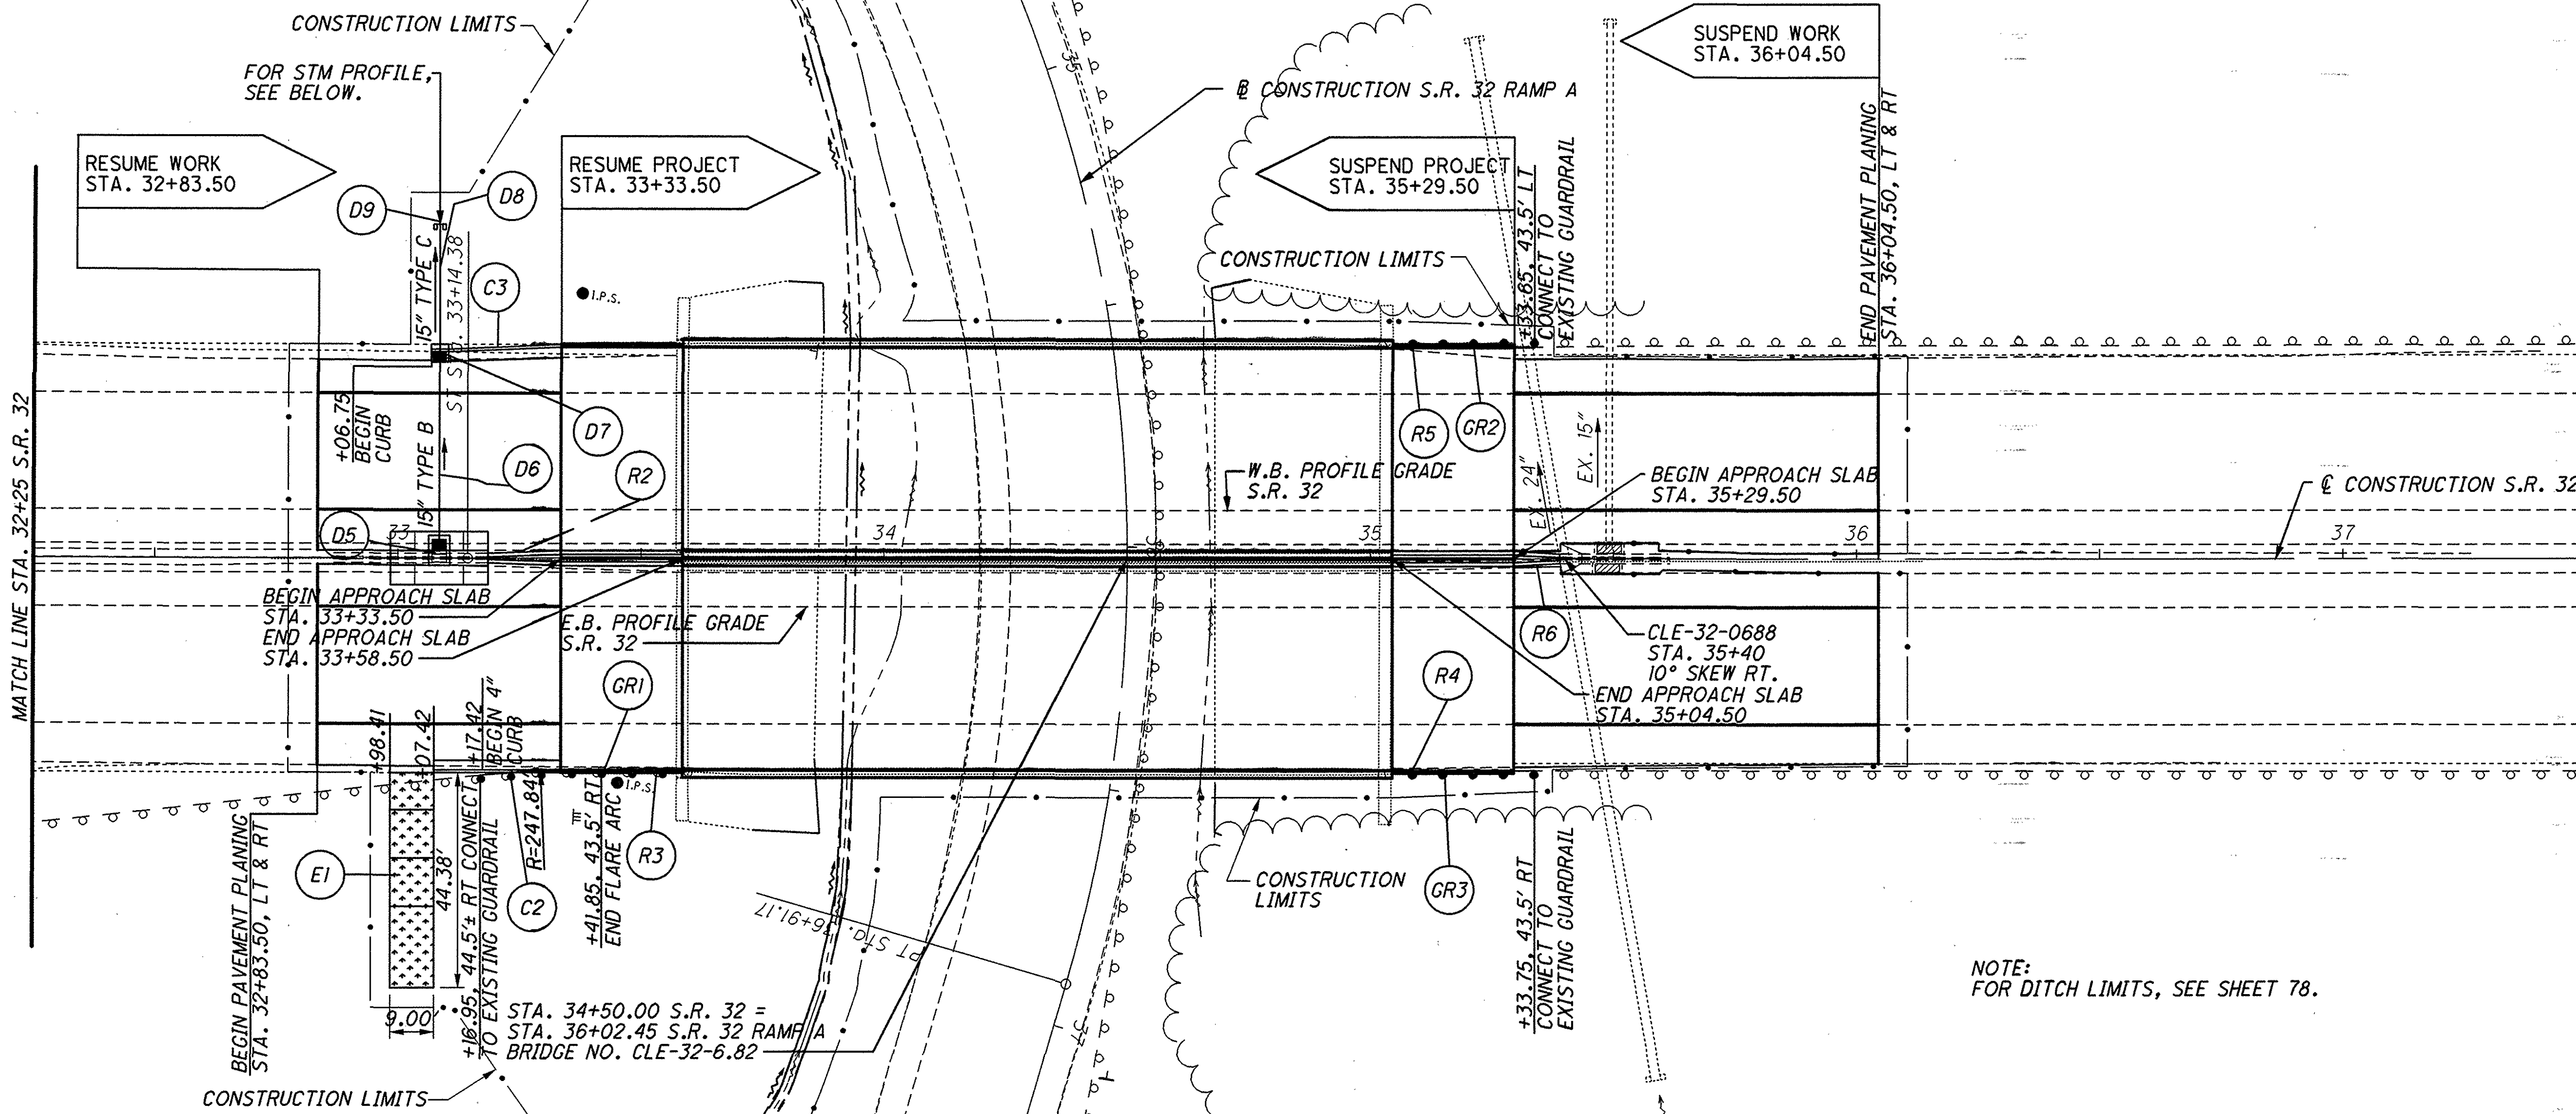 CONSTRUCTION LIMITS
FOR STM PROFILE,
SEE BELOW.
RESUME WORK
STA. 32+83.50
D9
D8
RESUME PROJECT
STA. 33+33.50
35
℄ CONSTRUCTION S.R. 32 RAMP A
SUSPEND WORK
STA. 36+04.50
SUSPEND PROJECT
STA. 35+29.50
+33.85, 43.5' LT
CONNECT TO
EXISTING GUARDRAIL
END PAVEMENT PLANING
STA. 36+04.50, LT & RT
CONSTRUCTION LIMITS
15" TYPE C
33+14.38
C3
I.P.S.
MATCH LINE STA. 32+25 S.R. 32
+06.75
BEGIN
CURB
15" TYPE B
D7
D6
R2
D5
33
34
35
36
37
W.B. PROFILE GRADE
S.R. 32
R5
GR2
EX. 24"
EX. 15"
BEGIN APPROACH SLAB
STA. 35+29.50
℄ CONSTRUCTION S.R. 32
BEGIN APPROACH SLAB
STA. 33+33.50
END APPROACH SLAB
STA. 33+58.50
E.B. PROFILE GRADE
S.R. 32
R6
CLE-32-0688
STA. 35+40
10° SKEW RT.
END APPROACH SLAB
STA. 35+04.50
GR1
R4
+98.41
+07.42
+17.42
BEGIN 4"
CURB
I.P.S.
R=247.84'
44.38'
E1
C2
R3
GR3
+41.85, 43.5' RT
END FLARE ARC
+16.95, 44.5'± RT CONNECT
TO EXISTING GUARDRAIL
BEGIN PAVEMENT PLANING
STA. 32+83.50, LT & RT
9.00'
PT Sta. 36+91.17
CONSTRUCTION
LIMITS
+33.75, 43.5' RT
CONNECT TO
EXISTING GUARDRAIL
STA. 34+50.00 S.R. 32 =
STA. 36+02.45 S.R. 32 RAMP A
BRIDGE NO. CLE-32-6.82
37
CONSTRUCTION LIMITS
NOTE:
FOR DITCH LIMITS, SEE SHEET 78.